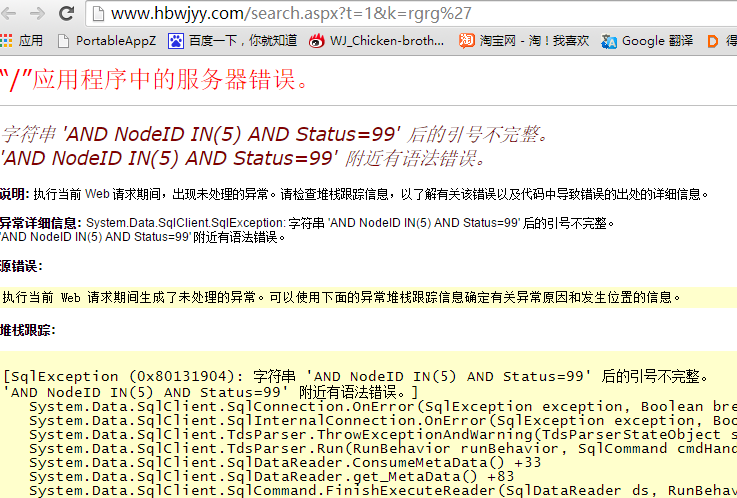 www.hbwjyy.com/search.aspx?t=1&k=rgrg%27
应用 PortableAppZ 百度一下，你就知道 WJ_Chicken-broth... 淘宝网 - 淘！我喜欢 Google 翻译 得
“/”应用程序中的服务器错误。
字符串 'AND NodeID IN(5) AND Status=99' 后的引号不完整。
'AND NodeID IN(5) AND Status=99' 附近有语法错误。
说明: 执行当前 Web 请求期间，出现未处理的异常。请检查堆栈跟踪信息，以了解有关该错误以及代码中导致错误的出处的详细信息。
异常详细信息: System.Data.SqlClient.SqlException: 字符串 'AND NodeID IN(5) AND Status=99' 后的引号不完整。
'AND NodeID IN(5) AND Status=99' 附近有语法错误。
源错误:
执行当前 Web 请求期间生成了未处理的异常。可以使用下面的异常堆栈跟踪信息确定有关异常原因和发生位置的信息。
堆栈跟踪:
[SqlException (0x80131904): 字符串 'AND NodeID IN(5) AND Status=99' 后的引号不完整。
'AND NodeID IN(5) AND Status=99' 附近有语法错误。]
System.Data.SqlClient.SqlConnection.OnError(SqlException exception, Boolean bre
System.Data.SqlClient.SqlInternalConnection.OnError(SqlException exception, Boo
System.Data.SqlClient.TdsParser.ThrowExceptionAndWarning(TdsParserStateObject s
System.Data.SqlClient.TdsParser.Run(RunBehavior runBehavior, SqlCommand cmdHand
System.Data.SqlClient.SqlDataReader.ConsumeMetaData() +33
System.Data.SqlClient.SqlDataReader.get_MetaData() +83
System.Data.SqlClient.SqlCommand.FinishExecuteReader(SqlDataReader ds, RunBehav